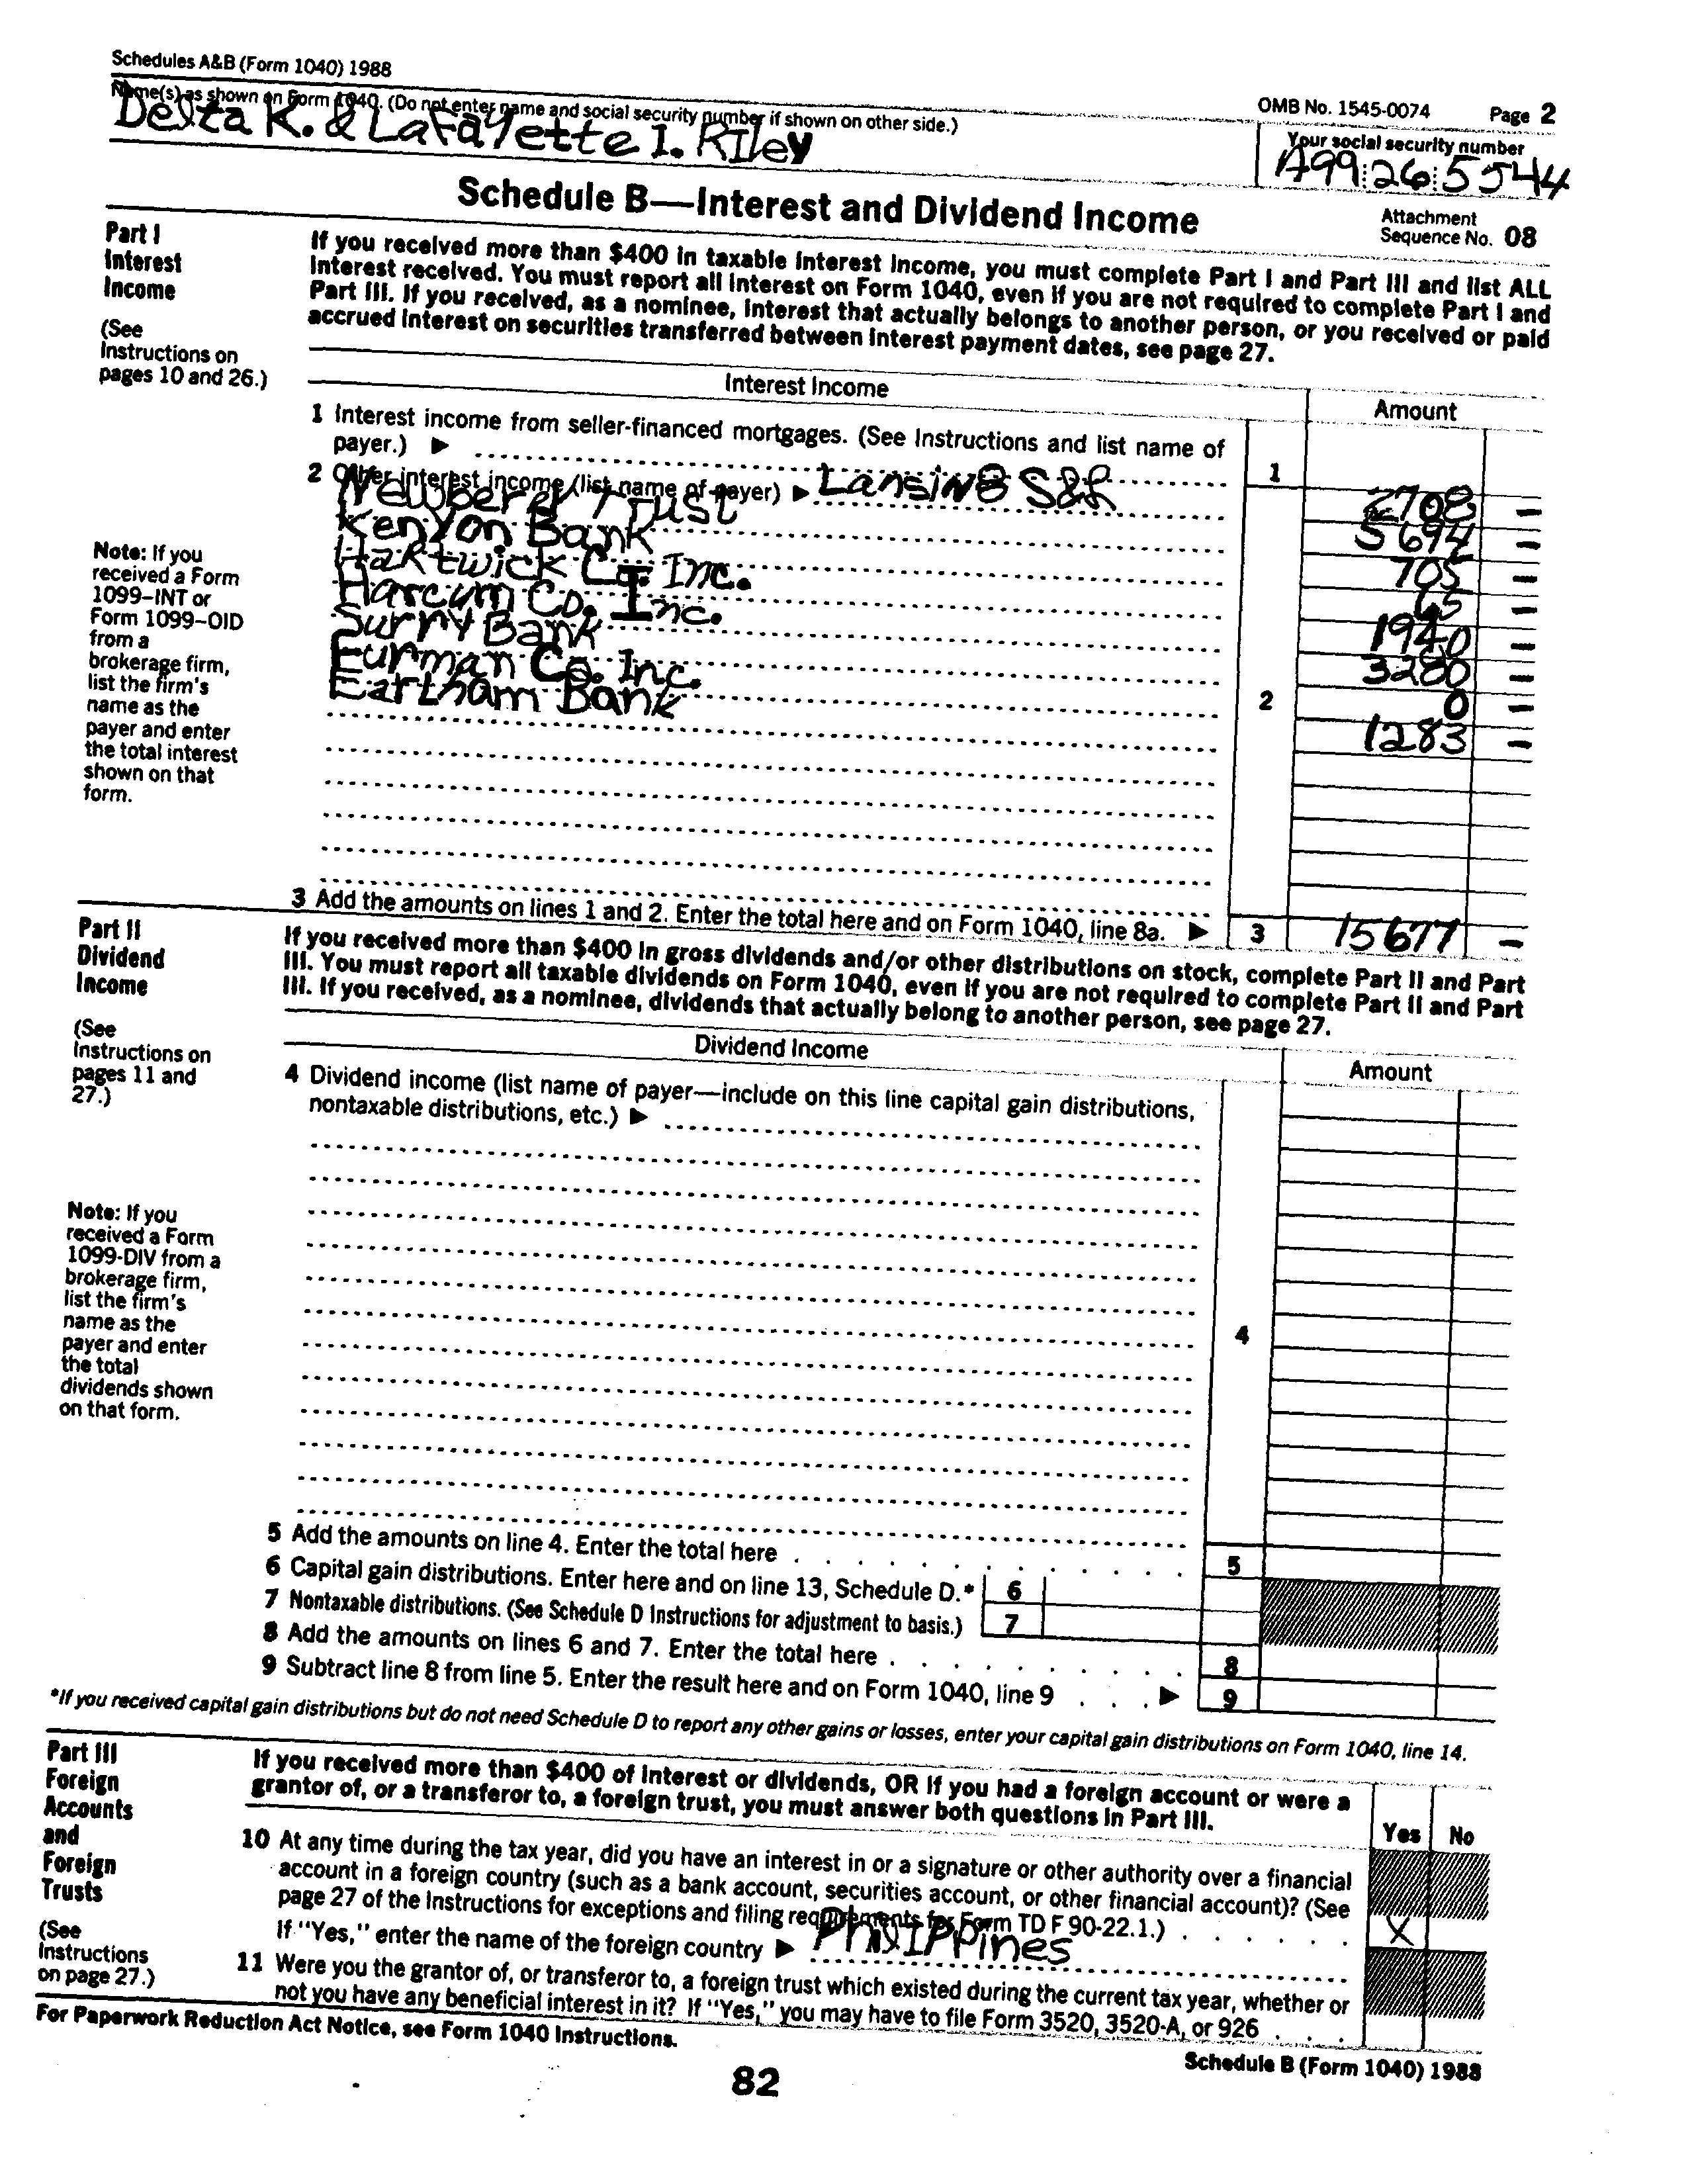 Schedules A&B (Form 1040) 1988
OMB No. 1545-0074 Page 2
Name(s) as shown on Form 1040. (Do not enter name and social security number if shown on other side.)
Delta K. & LaFayette I. Riley
Your social security number
A99:26:5544
Schedule B—Interest and Dividend Income
Attachment
Sequence No. 08
Part I
Interest
Income
(See
Instructions on
pages 10 and 26.)
If you received more than $400 in taxable interest income, you must complete Part I and Part III and list ALL
interest received. You must report all interest on Form 1040, even if you are not required to complete Part I and
Part III. If you received, as a nominee, interest that actually belongs to another person, or you received or paid
accrued interest on securities transferred between interest payment dates, see page 27.
Interest Income
Amount
1 Interest income from seller-financed mortgages. (See Instructions and list name of
payer.) ▶
1
2 Other interest income (list name of payer) ▶ Lansing S&L 2708 —
Newberry Trust 5694 —
Kenyon Bank 705 —
Hartwick Co. Inc. 65 —
Harcum Co. Inc. 1940 —
Surry Bank 3280 —
Furman Co. Inc. 0 —
Eartham Bank 1283 —
2
Note: If you
received a Form
1099–INT or
Form 1099–OID
from a
brokerage firm,
list the firm's
name as the
payer and enter
the total interest
shown on that
form.
3 Add the amounts on lines 1 and 2. Enter the total here and on Form 1040, line 8a. ▶ 3 15677 —
Part II
Dividend
Income
(See
Instructions on
pages 11 and
27.)
If you received more than $400 in gross dividends and/or other distributions on stock, complete Part II and Part
III. You must report all taxable dividends on Form 1040, even if you are not required to complete Part II and Part
III. If you received, as a nominee, dividends that actually belong to another person, see page 27.
Dividend Income
Amount
4 Dividend income (list name of payer—include on this line capital gain distributions,
nontaxable distributions, etc.) ▶
4
Note: If you
received a Form
1099-DIV from a
brokerage firm,
list the firm's
name as the
payer and enter
the total
dividends shown
on that form.
5 Add the amounts on line 4. Enter the total here 5
6 Capital gain distributions. Enter here and on line 13, Schedule D.* 6
7 Nontaxable distributions. (See Schedule D Instructions for adjustment to basis.) 7
8 Add the amounts on lines 6 and 7. Enter the total here 8
9 Subtract line 8 from line 5. Enter the result here and on Form 1040, line 9 ▶ 9
*If you received capital gain distributions but do not need Schedule D to report any other gains or losses, enter your capital gain distributions on Form 1040, line 14.
Part III
Foreign
Accounts
and
Foreign
Trusts
(See
Instructions
on page 27.)
If you received more than $400 of interest or dividends, OR if you had a foreign account or were a
grantor of, or a transferor to, a foreign trust, you must answer both questions in Part III.
Yes No
10 At any time during the tax year, did you have an interest in or a signature or other authority over a financial
account in a foreign country (such as a bank account, securities account, or other financial account)? (See
page 27 of the Instructions for exceptions and filing requirements for Form TD F 90-22.1.) X
If "Yes," enter the name of the foreign country ▶ Philippines
11 Were you the grantor of, or transferor to, a foreign trust which existed during the current tax year, whether or
not you have any beneficial interest in it? If "Yes," you may have to file Form 3520, 3520-A, or 926
For Paperwork Reduction Act Notice, see Form 1040 Instructions.
Schedule B (Form 1040) 1988
82